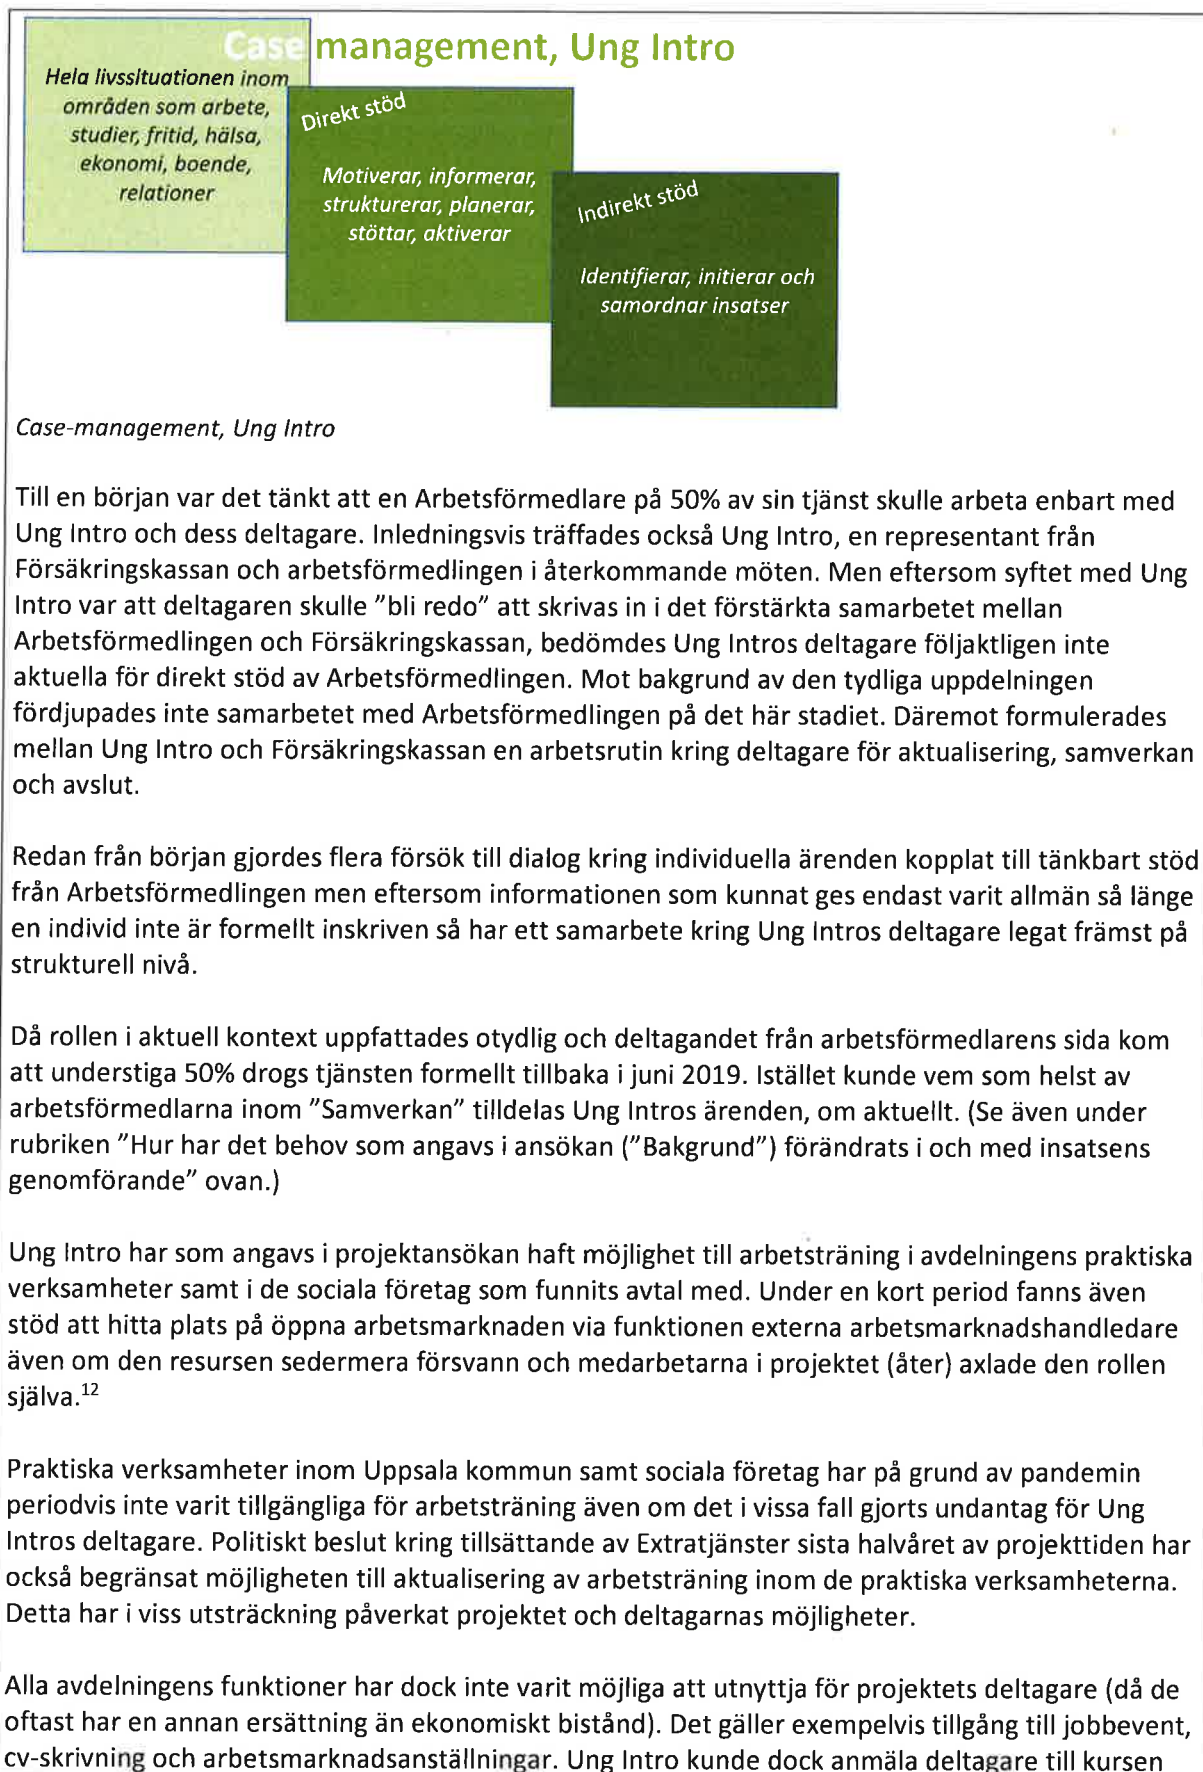 Case management, Ung Intro
Hela livssituationen inom
områden som arbete,
studier, fritid, hälsa,
ekonomi, boende,
relationer
Direkt stöd
Motiverar, informerar,
strukturerar, planerar,
stöttar, aktiverar
Indirekt stöd
Identifierar, initierar och
samordnar insatser
Case-management, Ung Intro
Till en början var det tänkt att en Arbetsförmedlare på 50% av sin tjänst skulle arbeta enbart med
Ung Intro och dess deltagare. Inledningsvis träffades också Ung Intro, en representant från
Försäkringskassan och arbetsförmedlingen i återkommande möten. Men eftersom syftet med Ung
Intro var att deltagaren skulle ”bli redo” att skrivas in i det förstärkta samarbetet mellan
Arbetsförmedlingen och Försäkringskassan, bedömdes Ung Intros deltagare följaktligen inte
aktuella för direkt stöd av Arbetsförmedlingen. Mot bakgrund av den tydliga uppdelningen
fördjupades inte samarbetet med Arbetsförmedlingen på det här stadiet. Däremot formulerades
mellan Ung Intro och Försäkringskassan en arbetsrutin kring deltagare för aktualisering, samverkan
och avslut.
Redan från början gjordes flera försök till dialog kring individuella ärenden kopplat till tänkbart stöd
från Arbetsförmedlingen men eftersom informationen som kunnat ges endast varit allmän så länge
en individ inte är formellt inskriven så har ett samarbete kring Ung Intros deltagare legat främst på
strukturell nivå.
Då rollen i aktuell kontext uppfattades otydlig och deltagandet från arbetsförmedlarens sida kom
att understiga 50% drogs tjänsten formellt tillbaka i juni 2019. Istället kunde vem som helst av
arbetsförmedlarna inom ”Samverkan” tilldelas Ung Intros ärenden, om aktuellt. (Se även under
rubriken ”Hur har det behov som angavs i ansökan (”Bakgrund”) förändrats i och med insatsens
genomförande” ovan.)
Ung Intro har som angavs i projektansökan haft möjlighet till arbetsträning i avdelningens praktiska
verksamheter samt i de sociala företag som funnits avtal med. Under en kort period fanns även
stöd att hitta plats på öppna arbetsmarknaden via funktionen externa arbetsmarknadshandledare
även om den resursen sedermera försvann och medarbetarna i projektet (åter) axlade den rollen
själva.¹²
Praktiska verksamheter inom Uppsala kommun samt sociala företag har på grund av pandemin
periodvis inte varit tillgängliga för arbetsträning även om det i vissa fall gjorts undantag för Ung
Intros deltagare. Politiskt beslut kring tillsättande av Extratjänster sista halvåret av projekttiden har
också begränsat möjligheten till aktualisering av arbetsträning inom de praktiska verksamheterna.
Detta har i viss utsträckning påverkat projektet och deltagarnas möjligheter.
Alla avdelningens funktioner har dock inte varit möjliga att utnyttja för projektets deltagare (då de
oftast har en annan ersättning än ekonomiskt bistånd). Det gäller exempelvis tillgång till jobbevent,
cv-skrivning och arbetsmarknadsanställningar. Ung Intro kunde dock anmäla deltagare till kursen